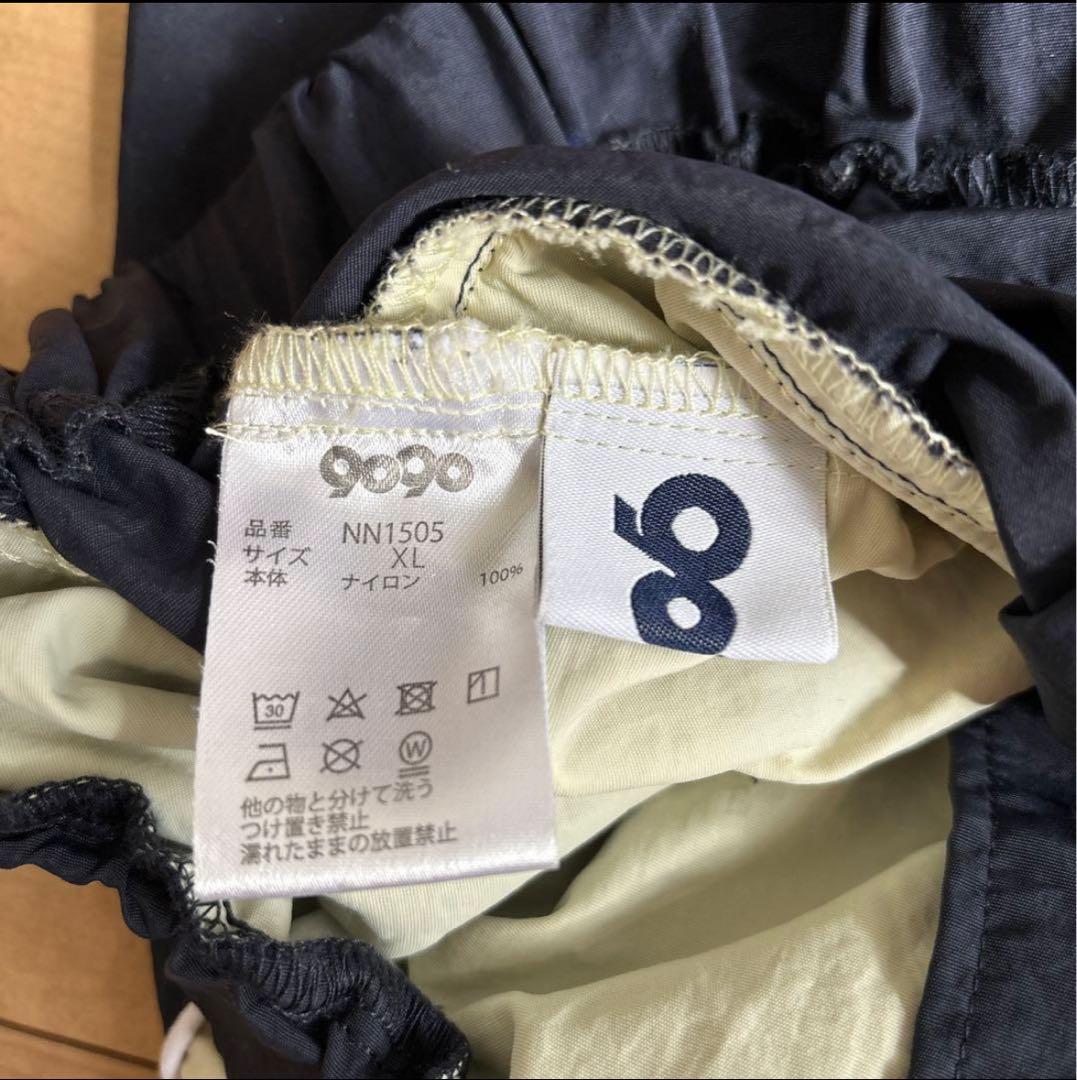 9090
品番 NN1505
サイズ XL
本体 ナイロン 100%
30
W
他の物と分けて洗う
つけ置き禁止
濡れたままの放置禁止
90